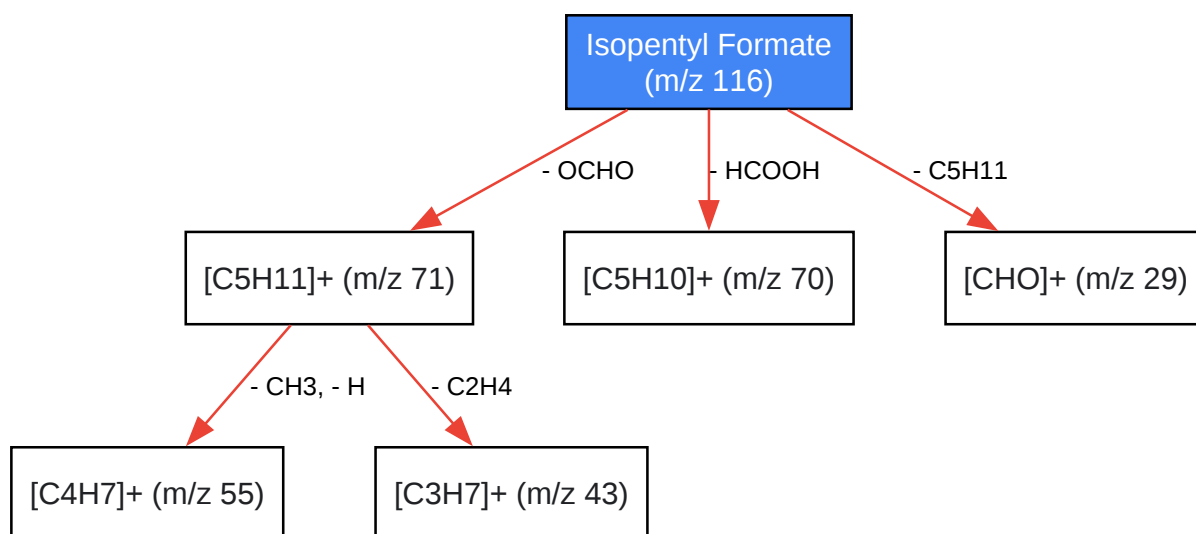 Isopentyl Formate
(m/z 116)
- OCHO
- HCOOH
- C5H11
[C5H11]+ (m/z 71)
[C5H10]+ (m/z 70)
[CHO]+ (m/z 29)
- CH3, - H
- C2H4
[C4H7]+ (m/z 55)
[C3H7]+ (m/z 43)